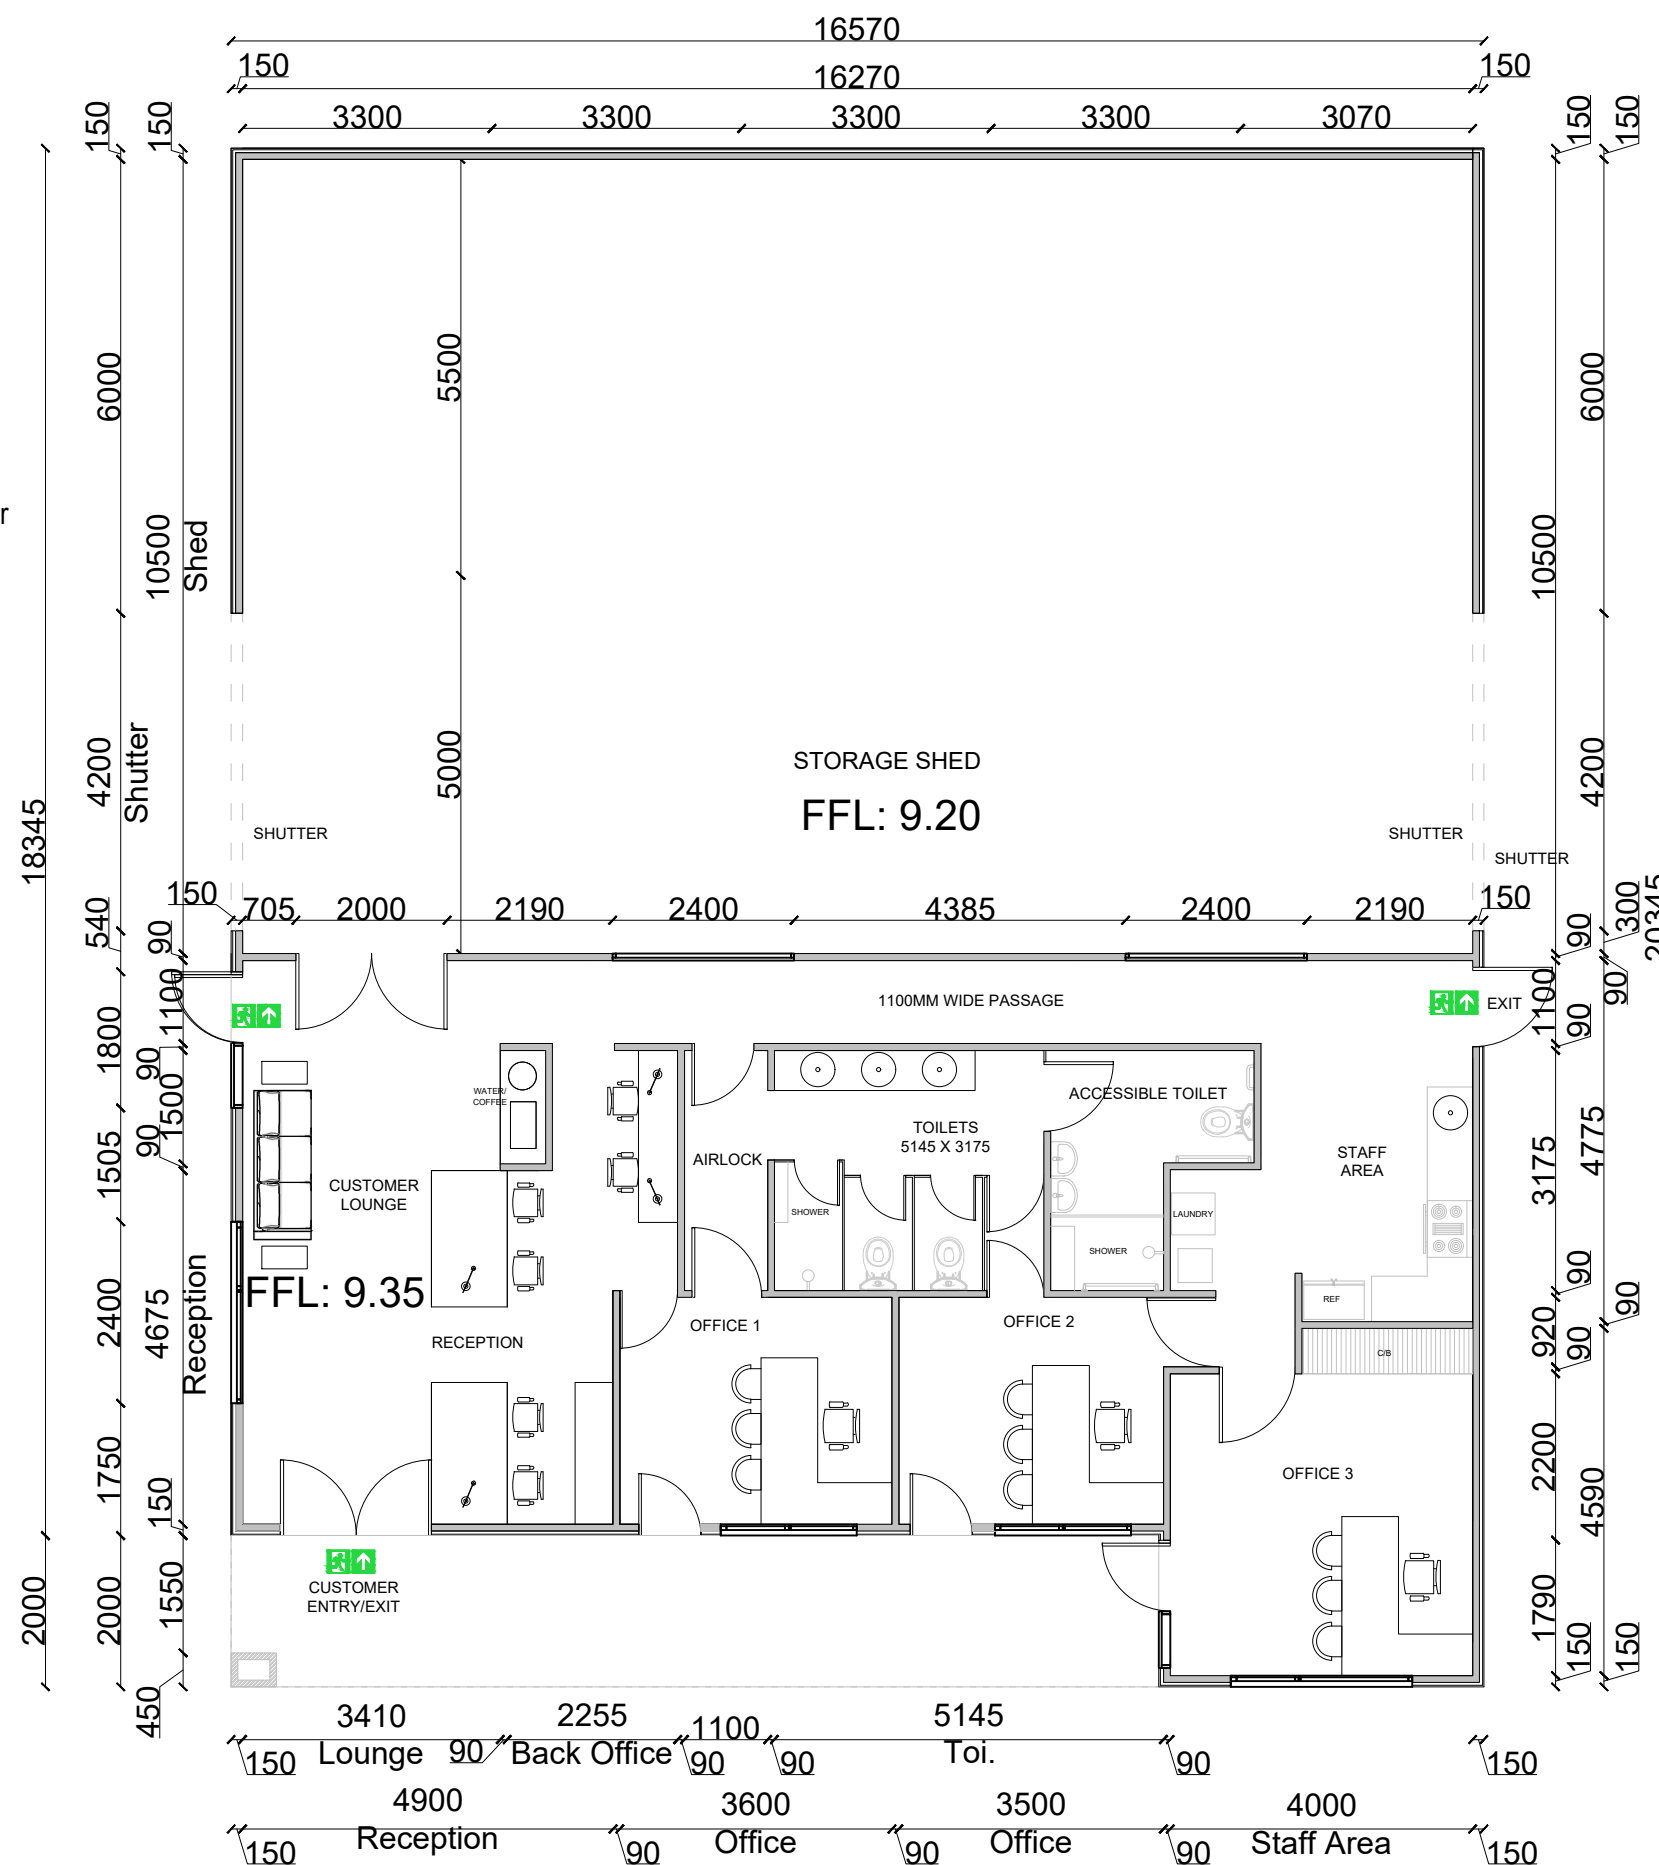 16570
150
16270
150
3300
3300
3300
3300
3070
150
150
150
150
6000
5500
6000
r
10500
Shed
10500
4200
Shutter
5000
STORAGE SHED
FFL: 9.20
4200
18345
SHUTTER
SHUTTER
SHUTTER
150
705
2000
2190
2400
4385
2400
2190
150
540
90
90
300
20345
1100
1100MM WIDE PASSAGE
EXIT
1100
90
90
1800
90
1500
90
WATER/
COFFEE
ACCESSIBLE TOILET
TOILETS
5145 X 3175
AIRLOCK
STAFF
AREA
1505
3175
4775
CUSTOMER
LOUNGE
SHOWER
LAUNDRY
SHOWER
Reception
2400
4675
FFL: 9.35
RECEPTION
OFFICE 1
OFFICE 2
REF
C/B
90
90
920
90
1750
150
OFFICE 3
2200
4590
2000
2000
1550
450
CUSTOMER
ENTRY/EXIT
1790
150
150
3410
2255
1100
5145
Lounge
Back Office
Toi.
150
90
90
90
90
150
4900
3600
3500
4000
Reception
Office
Office
Staff Area
150
90
90
90
150